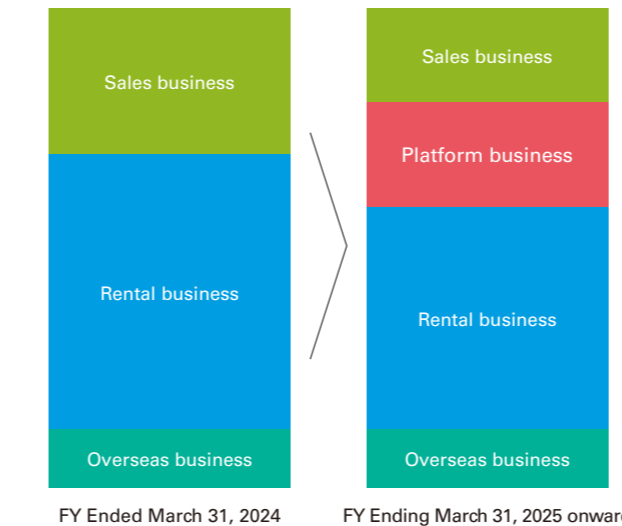 Sales business
Rental business
Overseas business
FY Ended March 31, 2024
Sales business
Platform business
Rental business
Overseas business
FY Ending March 31, 2025 onwar